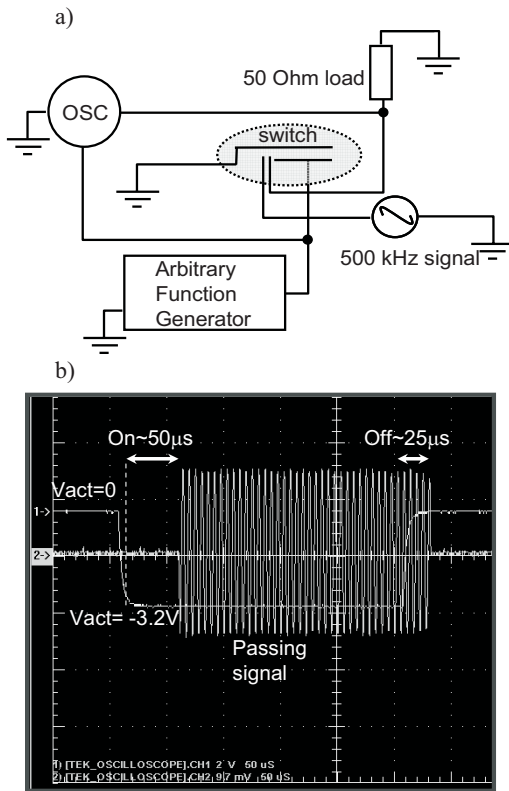 a)
50 Ohm load
OSC
switch
500 kHz signal
Arbitrary
Function
Generator
b)
On~50µs
Off~25µs
Vact=0
1->
2->
Vact= -3.2V
Passing
signal
1) [TEK_OSCILLOSCOPE].CH1 2 V 50 uS
2) [TEK_OSCILLOSCOPE].CH2 9.7 mV 50 uS